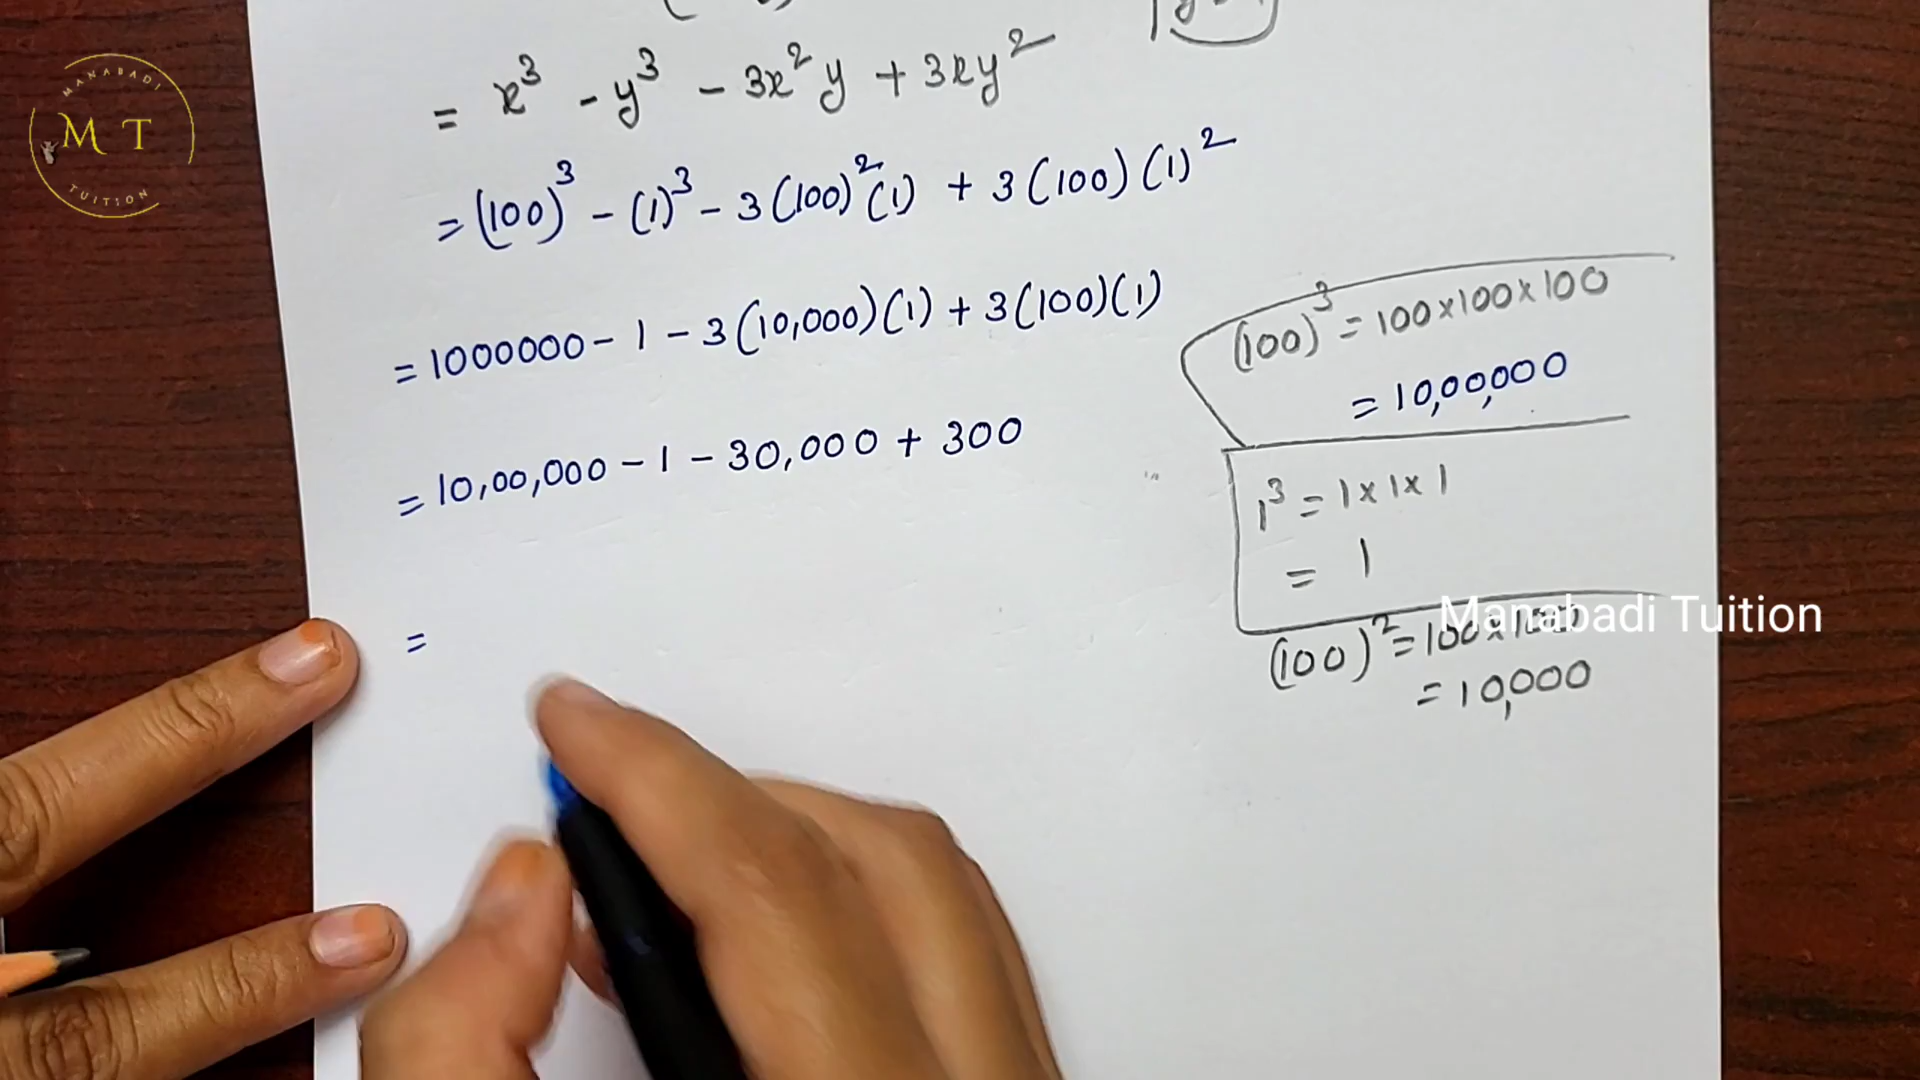 MANABADI
M T
TUITION
= x³ - y³ - 3x²y + 3xy²
= (100)³ - (1)³ - 3(100)²(1) + 3(100)(1)²
= 1000000 - 1 - 3(10,000)(1) + 3(100)(1)
= 10,00,000 - 1 - 30,000 + 300
=
(100)³ = 100×100×100
= 10,00,000
1³ = 1×1×1
= 1
Manabadi Tuition
(100)² = 100×100
= 10,000